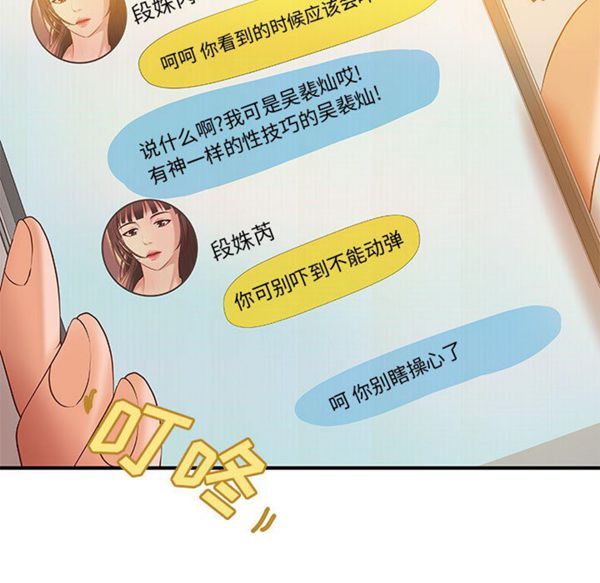 段姝芮
呵呵 你看到的时候应该会
说什么啊?我可是吴裴灿哎!
有神一样的性技巧的吴裴灿!
段姝芮
你可别吓到不能动弹
呵 你别瞎操心了
叮咚